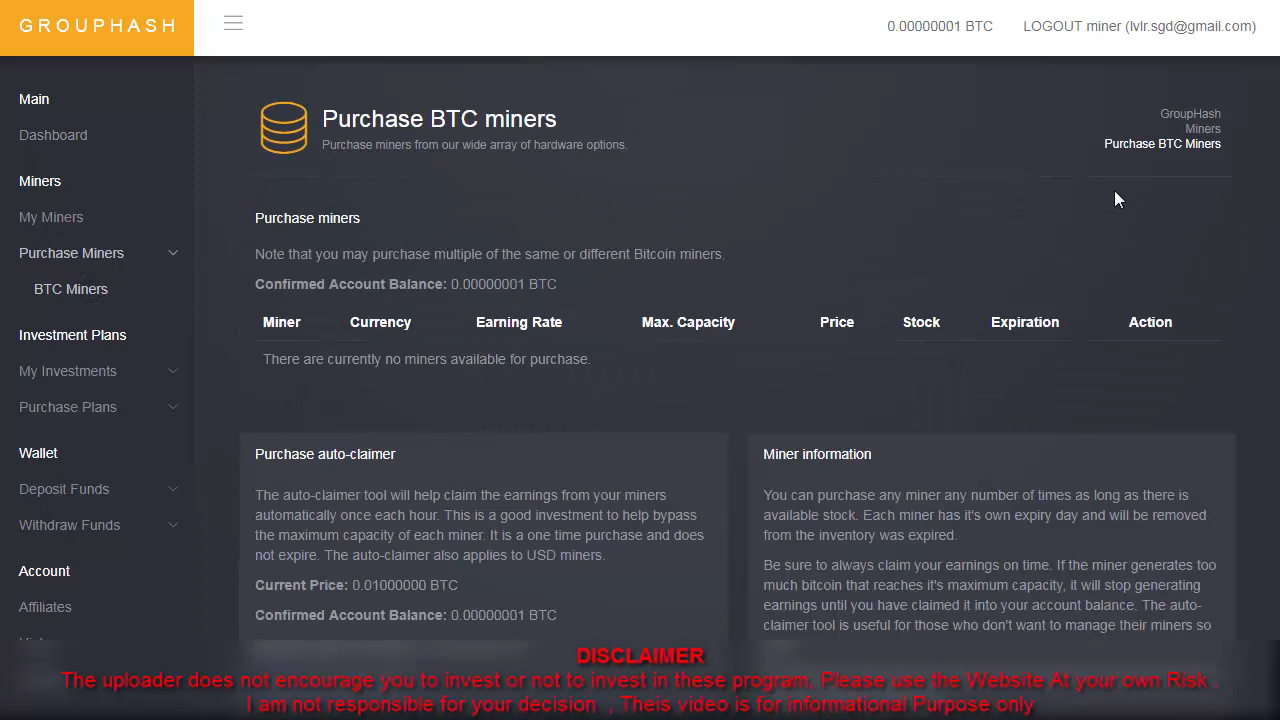 GROUPHASH
0.00000001 BTC
LOGOUT miner (lvlr.sgd@gmail.com)
Main
Dashboard
Miners
My Miners
Purchase Miners
BTC Miners
Investment Plans
My Investments
Purchase Plans
Wallet
Deposit Funds
Withdraw Funds
Account
Affiliates
Purchase BTC miners
Purchase miners from our wide array of hardware options.
GroupHash
Miners
Purchase BTC Miners
Purchase miners
Note that you may purchase multiple of the same or different Bitcoin miners.
Confirmed Account Balance: 0.00000001 BTC
Miner Currency Earning Rate Max. Capacity Price Stock Expiration Action
There are currently no miners available for purchase.
Purchase auto-claimer
The auto-claimer tool will help claim the earnings from your miners
automatically once each hour. This is a good investment to help bypass
the maximum capacity of each miner. It is a one time purchase and does
not expire. The auto-claimer also applies to USD miners.
Current Price: 0.01000000 BTC
Confirmed Account Balance: 0.00000001 BTC
Miner information
You can purchase any miner any number of times as long as there is
available stock. Each miner has it's own expiry day and will be removed
from the inventory was expired.
Be sure to always claim your earnings on time. If the miner generates too
much bitcoin that reaches it's maximum capacity, it will stop generating
earnings until you have claimed it into your account balance. The auto-
claimer tool is useful for those who don't want to manage their miners so
DISCLAIMER
The uploader does not encourage you to invest or not to invest in these program, Please use the Website At your own Risk .
I am not responsible for your decision , Theis video is for informational Purpose only